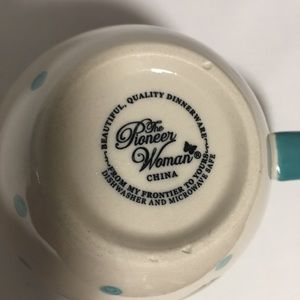 BEAUTIFUL, QUALITY DINNERWARE
The
Pioneer
Woman®
CHINA
FROM MY FRONTIER TO YOURS
DISHWASHER AND MICROWAVE SAFE